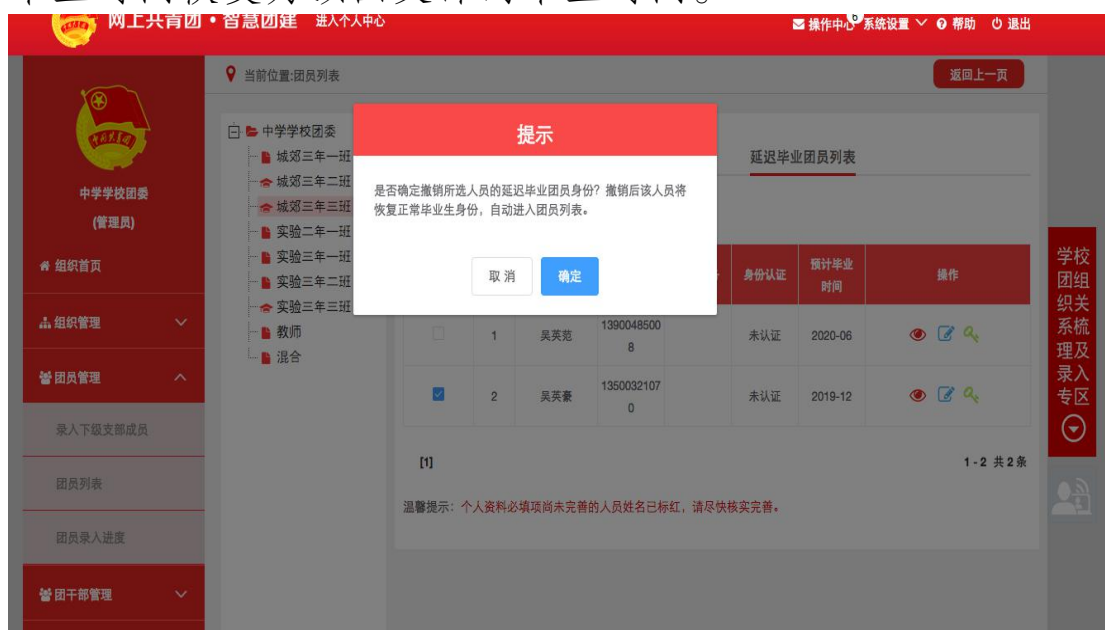 网上共青团 • 智慧团建 进入个人中心
操作中心 0 系统设置 帮助 退出
当前位置:团员列表
返回上一页
中国共青团
中学学校团委
(管理员)
组织首页
组织管理
团员管理
录入下级支部成员
团员列表
团员录入进度
团干部管理
中学学校团委
城郊三年一班
城郊三年二班
城郊三年三班
实验二年一班
实验三年一班
实验三年二班
实验三年三班
教师
混合
提示
是否确定撤销所选人员的延迟毕业团员身份？撤销后该人员将
恢复正常毕业生身份，自动进入团员列表。
取 消 确定
延迟毕业团员列表
身份认证 预计毕业 操作
时间
1 吴英范 1390048500 未认证 2020-06
8
2 吴英豪 1350032107 未认证 2019-12
0
[1] 1 - 2 共 2 条
温馨提示：个人资料必填项尚未完善的人员姓名已标红，请尽快核实完善。
学校
团组
织关
系梳
理及
录入
专区